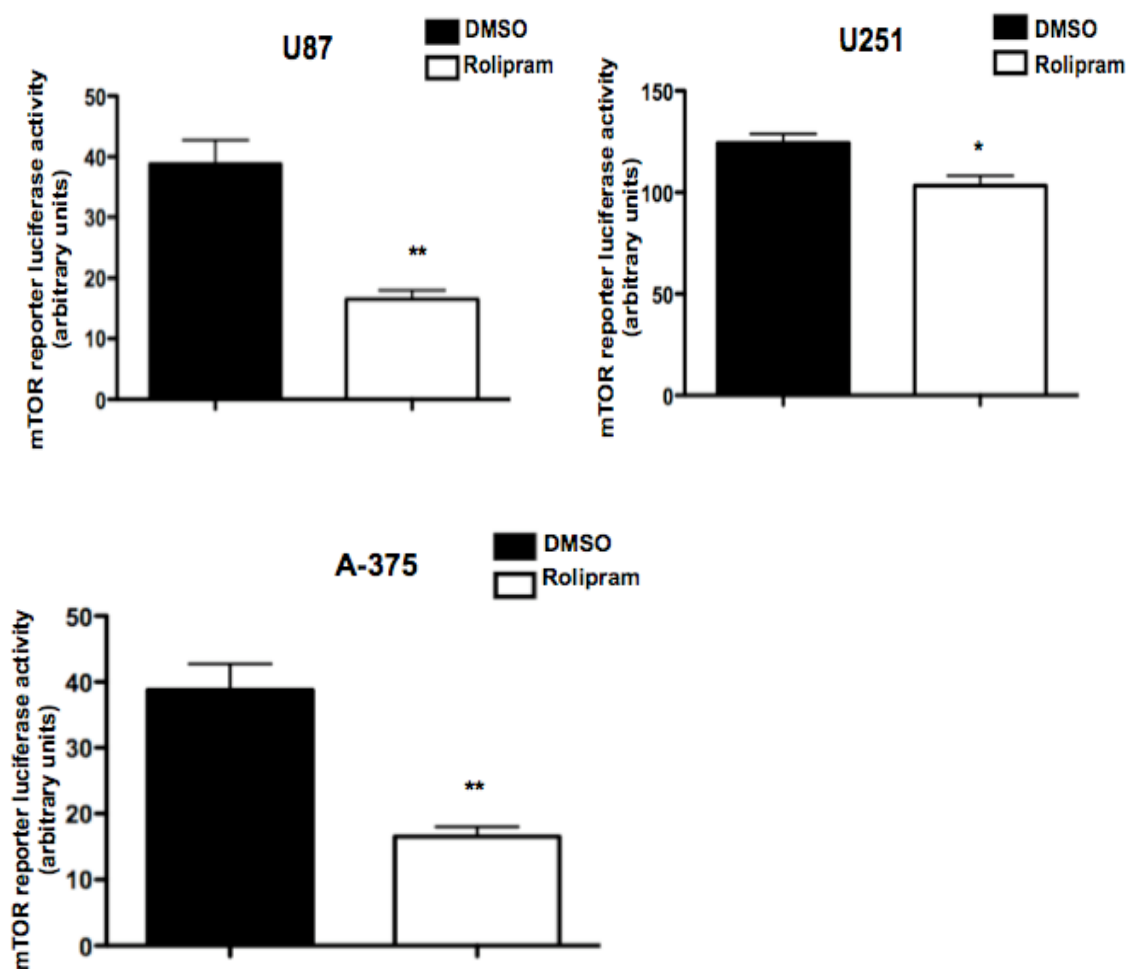 U87
DMSO
Rolipram
mTOR reporter luciferase activity
(arbitrary units)
50
40
30
20
10
0
**
U251
DMSO
Rolipram
mTOR reporter luciferase activity
(arbitrary units)
150
100
50
0
*
A-375
DMSO
Rolipram
mTOR reporter luciferase activity
(arbitrary units)
50
40
30
20
10
0
**